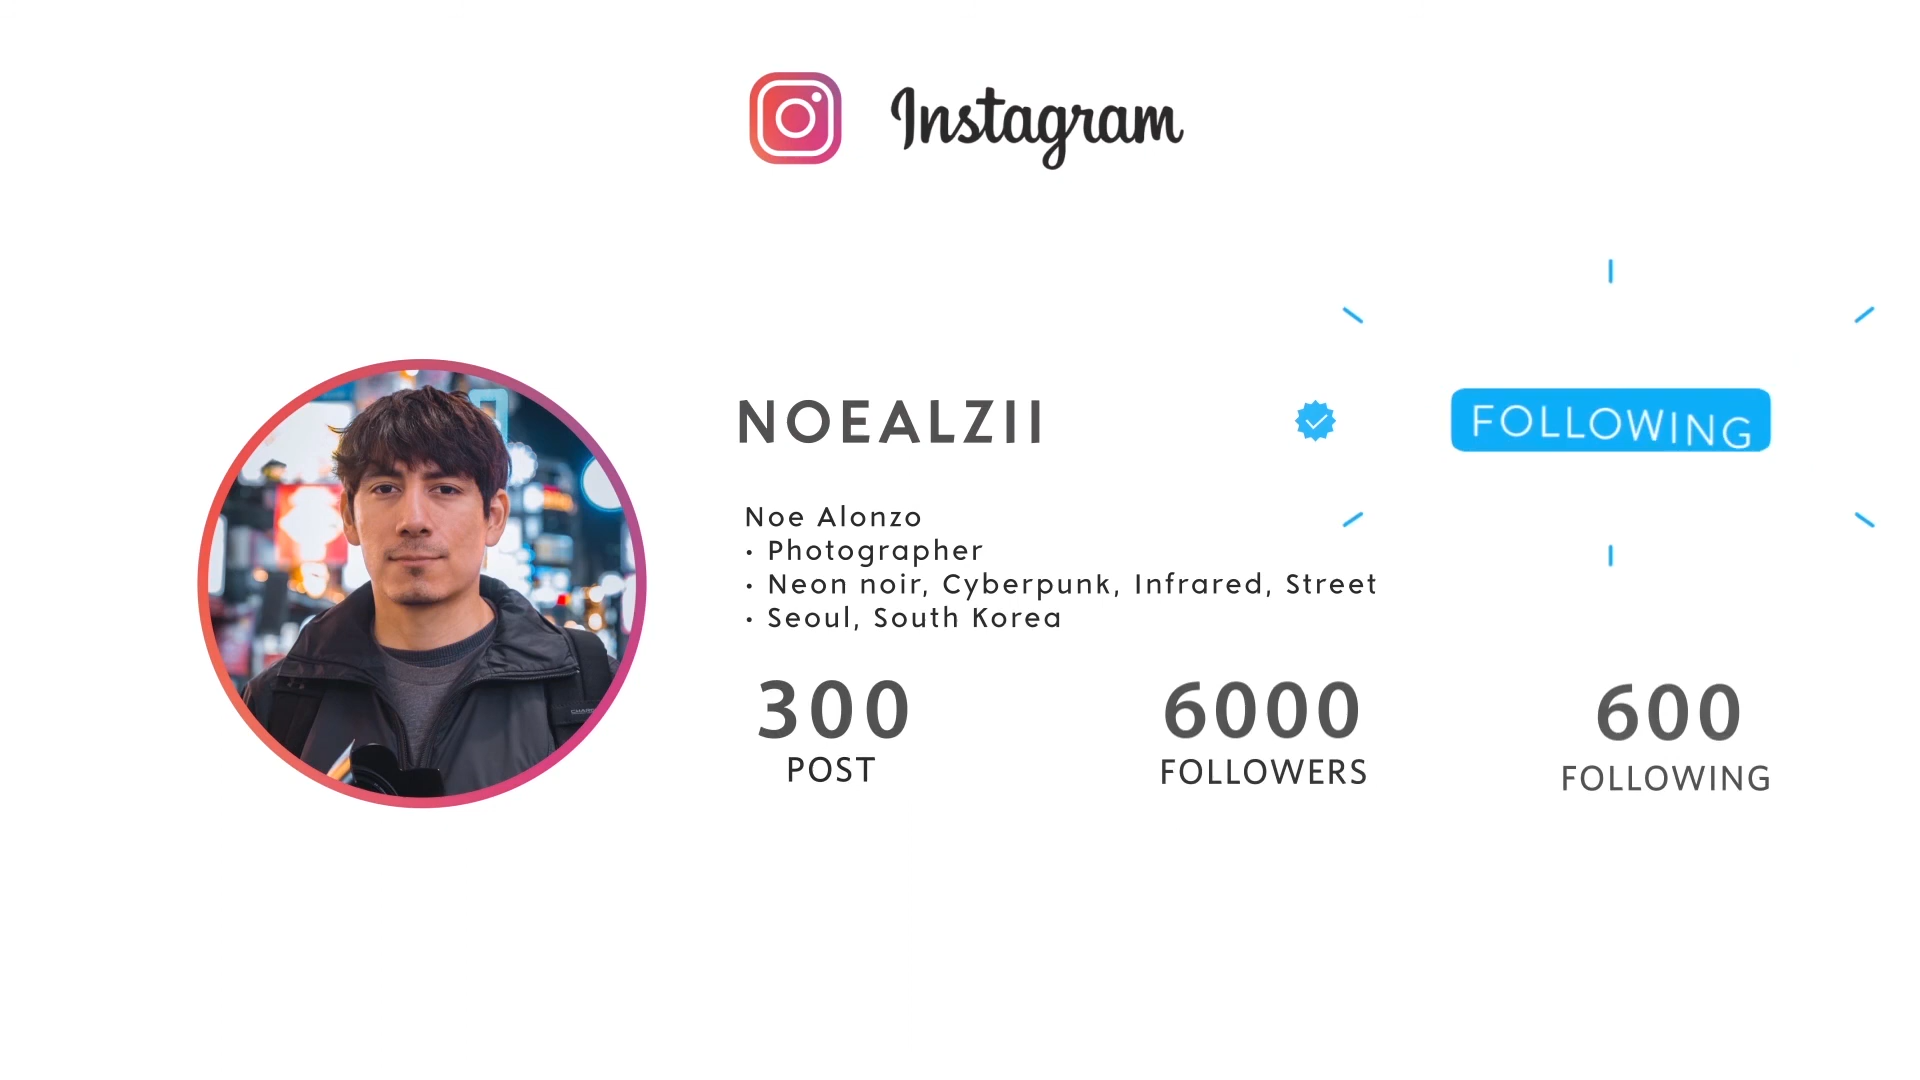 Instagram
NOEALZII
FOLLOWING
Noe Alonzo
• Photographer
• Neon noir, Cyberpunk, Infrared, Street
• Seoul, South Korea
300
POST
6000
FOLLOWERS
600
FOLLOWING